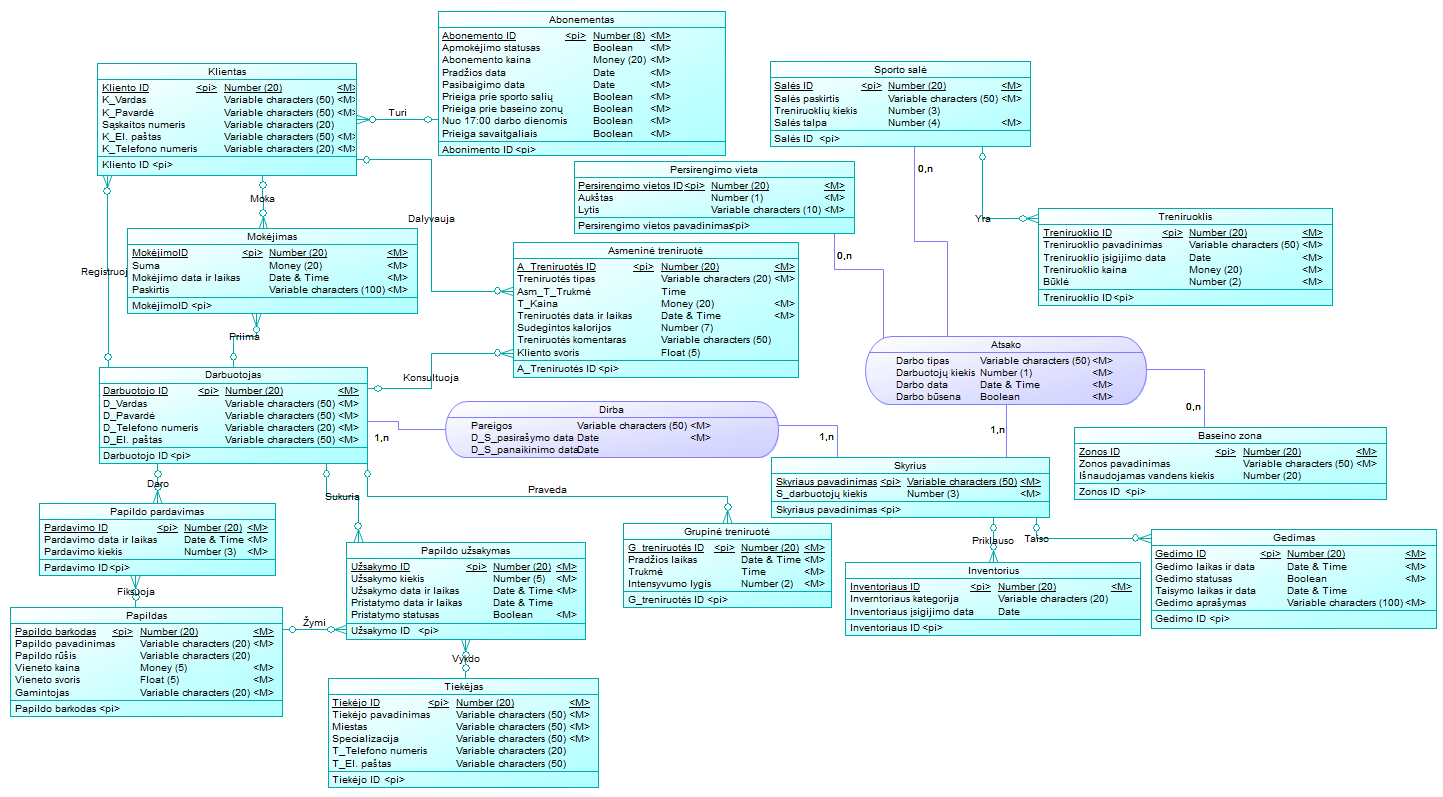 Abonementas
Abonemento ID <pi> Number (8) <M>
Apmokėjimo statusas Boolean <M>
Abonemento kaina Money (20) <M>
Pradžios data Date <M>
Pasibaigimo data Date <M>
Prieiga prie sporto salių Boolean <M>
Prieiga prie baseino zonų Boolean <M>
Nuo 17:00 darbo dienomis Boolean <M>
Prieiga savaitgaliais Boolean <M>
Abonimento ID <pi>
Klientas
Kliento ID <pi> Number (20) <M>
K_Vardas Variable characters (50) <M>
K_Pavardė Variable characters (50) <M>
Sąskaitos numeris Variable characters (20)
K_El. paštas Variable characters (50) <M>
K_Telefono numeris Variable characters (20) <M>
Kliento ID <pi>
Turi
Sporto salė
Salės ID <pi> Number (20) <M>
Salės paskirtis Variable characters (50) <M>
Treniruoklių kiekis Number (3)
Salės talpa Number (4) <M>
Salės ID <pi>
Persirengimo vieta
Persirengimo vietos ID <pi> Number (20) <M>
Aukštas Number (1) <M>
Lytis Variable characters (10) <M>
Persirengimo vietos pavadinimas <pi>
0,n
Moka
Dalyvauja
Yra
Treniruoklis
Treniruoklio ID <pi> Number (20) <M>
Treniruoklio pavadinimas Variable characters (50) <M>
Treniruoklio įsigijimo data Date <M>
Treniruoklio kaina Money (20) <M>
Būklė Number (2) <M>
Treniruoklio ID <pi>
Mokėjimas
MokėjimoID <pi> Number (20) <M>
Suma Money (20) <M>
Mokėjimo data ir laikas Date & Time <M>
Paskirtis Variable characters (100) <M>
MokėjimoID <pi>
Registruoj
Asmeninė treniruotė
A_Treniruotės ID <pi> Number (20) <M>
Treniruotės tipas Variable characters (20) <M>
Asm_T_Trukmė Time
T_Kaina Money (20) <M>
Treniruotės data ir laikas Date & Time <M>
Sudegintos kalorijos Number (7)
Treniruotės komentaras Variable characters (50)
Kliento svoris Float (5)
A_Treniruotės ID <pi>
0,n
Priima
Konsultuoja
Atsako
Darbo tipas Variable characters (50) <M>
Darbuotojų kiekis Number (1) <M>
Darbo data Date & Time <M>
Darbo būsena Boolean <M>
0,n
1,n
Darbuotojas
Darbuotojo ID <pi> Number (20) <M>
D_Vardas Variable characters (50) <M>
D_Pavardė Variable characters (50) <M>
D_Telefono numeris Variable characters (20) <M>
D_El. paštas Variable characters (50) <M>
Darbuotojo ID <pi>
1,n
Dirba
Pareigos Variable characters (50) <M>
D_S_pasirašymo data Date <M>
D_S_panaikinimo data Date
1,n
Baseino zona
Zonos ID <pi> Number (20) <M>
Zonos pavadinimas Variable characters (50) <M>
Išnaudojamas vandens kiekis Number (20)
Zonos ID <pi>
Skyrius
Skyriaus pavadinimas <pi> Variable characters (50) <M>
S_darbuotojų kiekis Number (3) <M>
Skyriaus pavadinimas <pi>
Daro
Sukuria
Praveda
Priklauso
Taiso
Papildo pardavimas
Pardavimo ID <pi> Number (20) <M>
Pardavimo data ir laikas Date & Time <M>
Pardavimo kiekis Number (3) <M>
Pardavimo ID <pi>
Fiksuoja
Papildo užsakymas
Užsakymo ID <pi> Number (20) <M>
Užsakymo kiekis Number (5) <M>
Užsakymo data ir laikas Date & Time <M>
Pristatymo data ir laikas Date & Time
Pristatymo statusas Boolean <M>
Užsakymo ID <pi>
Grupinė treniruotė
G_treniruotės ID <pi> Number (20) <M>
Pradžios laikas Date & Time <M>
Trukmė Time <M>
Intensyvumo lygis Number (2) <M>
G_treniruotės ID <pi>
Inventorius
Inventoriaus ID <pi> Number (20) <M>
Inverntoriaus kategorija Variable characters (20)
Inventoriaus įsigijimo data Date
Inventoriaus ID <pi>
Gedimas
Gedimo ID <pi> Number (20) <M>
Gedimo laikas ir data Date & Time <M>
Gedimo statusas Boolean <M>
Taisymo laikas ir data Date & Time
Gedimo aprašymas Variable characters (100) <M>
Gedimo ID <pi>
Papildas
Papildo barkodas <pi> Number (20) <M>
Papildo pavadinimas Variable characters (20) <M>
Papildo rūšis Variable characters (20)
Vieneto kaina Money (5) <M>
Vieneto svoris Float (5) <M>
Gamintojas Variable characters (20) <M>
Papildo barkodas <pi>
Žymi
Vykdo
Tiekėjas
Tiekėjo ID <pi> Number (20) <M>
Tiekėjo pavadinimas Variable characters (50) <M>
Miestas Variable characters (50) <M>
Specializacija Variable characters (50) <M>
T_Telefono numeris Variable characters (20)
T_El. paštas Variable characters (50)
Tiekėjo ID <pi>